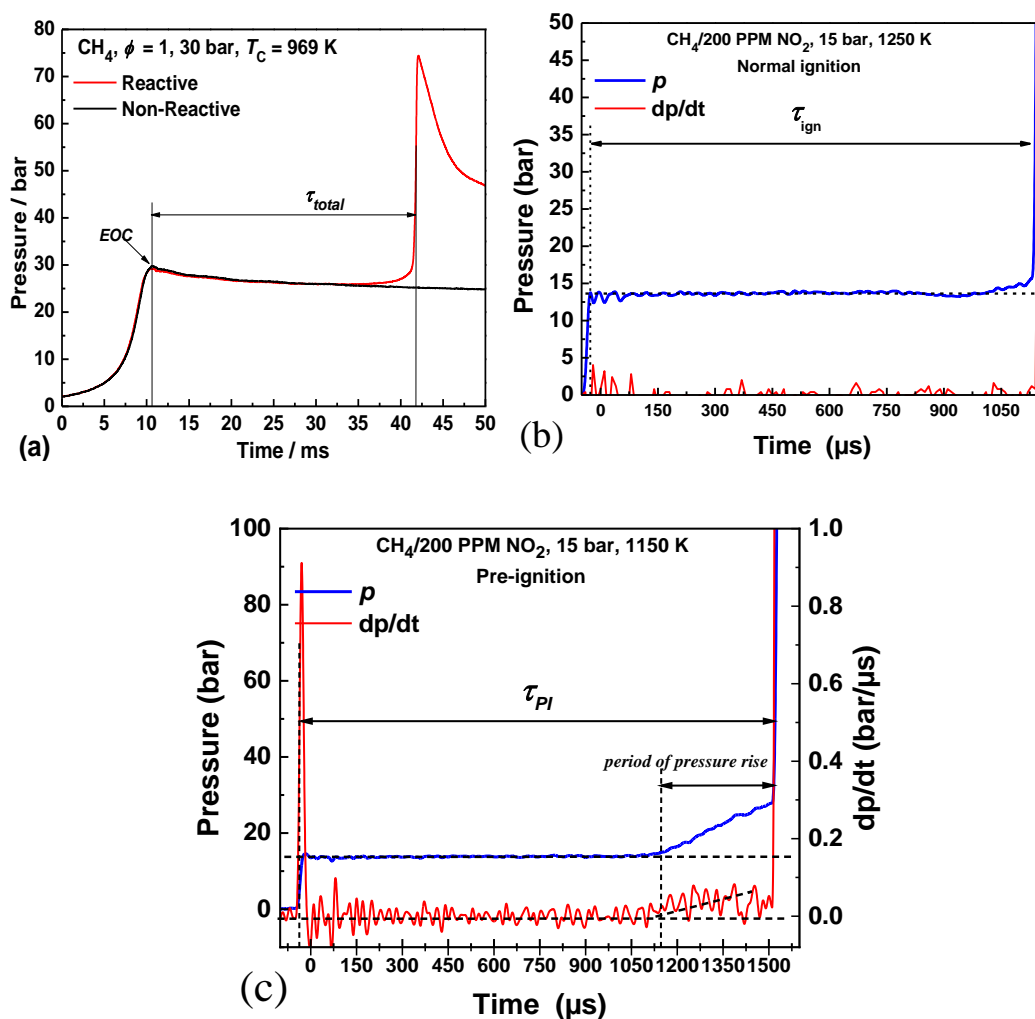 CH4, ϕ = 1, 30 bar, TC = 969 K
Reactive
Non-Reactive
τtotal
EOC
Pressure / bar
80
70
60
50
40
30
20
10
0
0 5 10 15 20 25 30 35 40 45 50
Time / ms
(a)
CH4/200 PPM NO2, 15 bar, 1250 K
Normal ignition
p
dp/dt
τign
Pressure (bar)
50
45
40
35
30
25
20
15
10
5
0
0 150 300 450 600 750 900 1050
Time (µs)
(b)
CH4/200 PPM NO2, 15 bar, 1150 K
Pre-ignition
p
dp/dt
τPI
period of pressure rise
Pressure (bar)
100
80
60
40
20
0
dp/dt (bar/µs)
1.0
0.8
0.6
0.4
0.2
0.0
0 150 300 450 600 750 900 1050 1200 1350 1500
Time (µs)
(c)